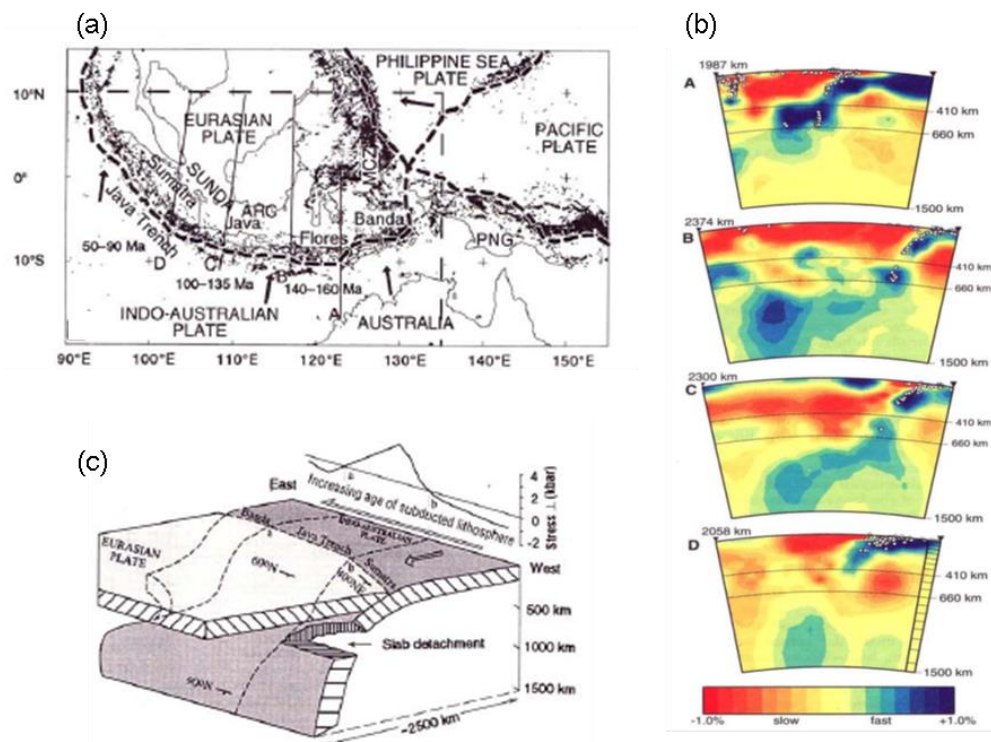 (a)
PHILIPPINE SEA
PLATE
10°N
EURASIAN
PLATE
PACIFIC
PLATE
0°
SUNDA
Sumatra
ARC
Java
Banda
Flores
PNG
Java Trench
50–90 Ma
10°S
D
C
B
100–135 Ma
140–160 Ma
A
INDO-AUSTRALIAN
PLATE
AUSTRALIA
90°E
100°E
110°E
120°E
130°E
140°E
150°E
(b)
1987 km
A
410 km
660 km
1500 km
2374 km
B
410 km
660 km
1500 km
2300 km
C
410 km
660 km
1500 km
2058 km
D
410 km
660 km
1500 km
-1.0%
slow
fast
+1.0%
(c)
East
Increasing age of subducted lithosphere
4
2
0
-2
Stress ⊥ (kbar)
EURASIAN
PLATE
Banda
Java Trench
Sumatra
INDO-AUSTRALIAN
PLATE
West
500 km
1000 km
1500 km
Slab detachment
~2500 km